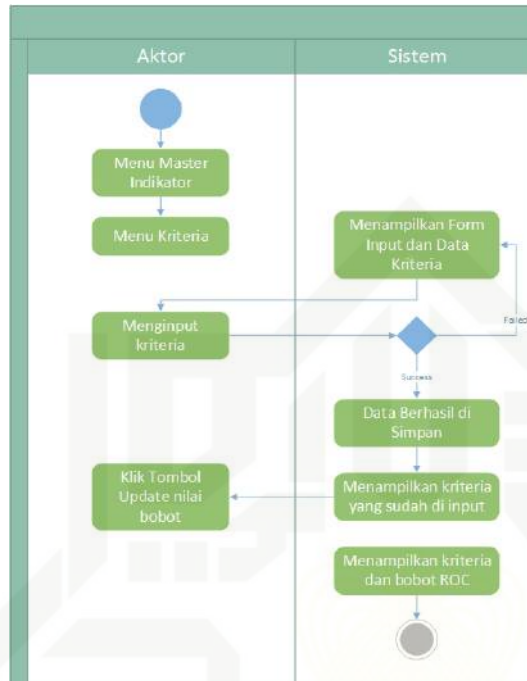 Aktor
Sistem
Menu Master
Indikator
Menu Kriteria
Menampilkan Form
Input dan Data
Kriteria
Menginput
kriteria
Failed
Success
Data Berhasil di
Simpan
Klik Tombol
Update nilai
bobot
Menampilkan kriteria
yang sudah di input
Menampilkan kriteria
dan bobot ROC